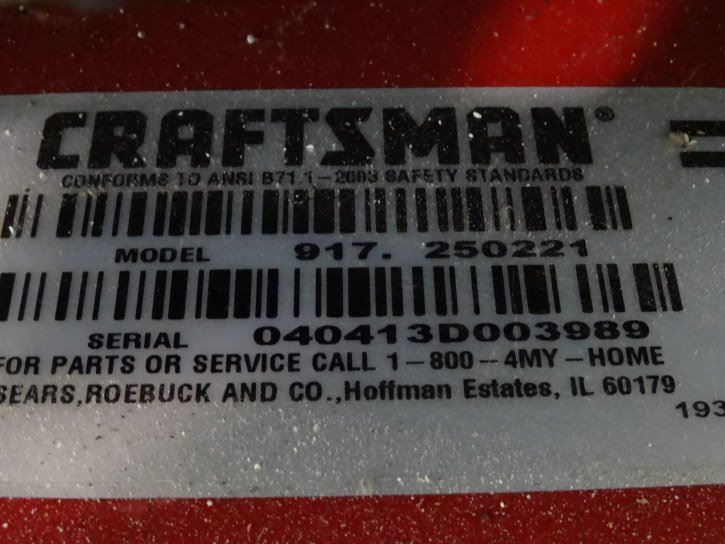 CRAFTSMAN®
CONFORMS TO ANSI B71.1-2003 SAFETY STANDARDS
MODEL 917. 250221
SERIAL 040413D003989
FOR PARTS OR SERVICE CALL 1-800-4MY-HOME
SEARS,ROEBUCK AND CO.,Hoffman Estates, IL 60179
193